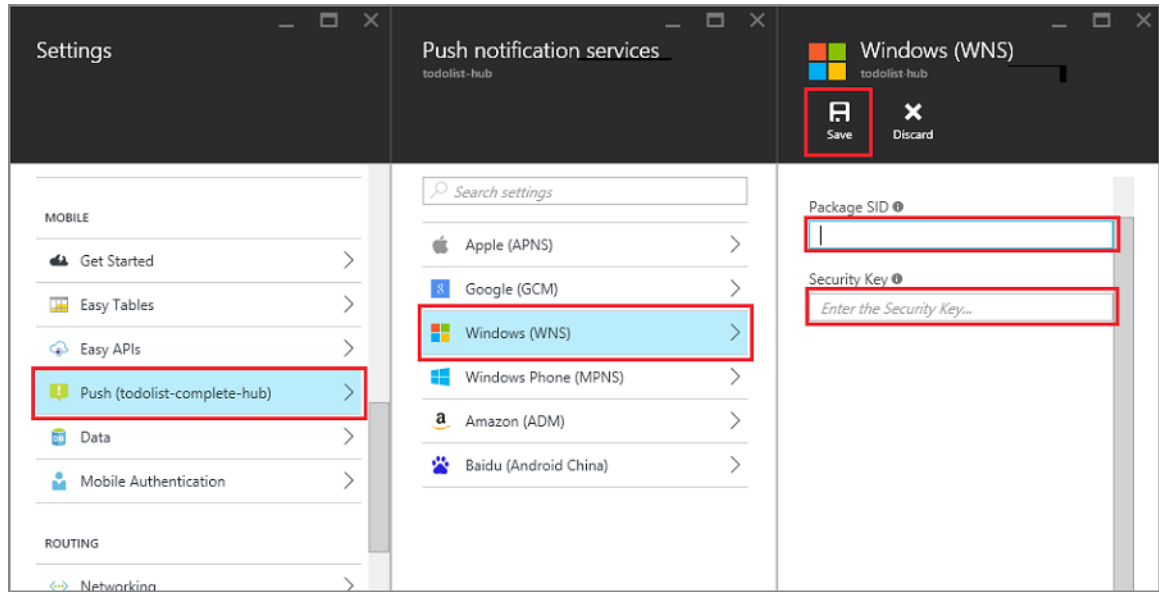 Settings
MOBILE
Get Started
Easy Tables
Easy APIs
Push (todolist-complete-hub)
Data
Mobile Authentication
ROUTING
Networking
Push notification services
todolist-hub
Search settings
Apple (APNS)
Google (GCM)
Windows (WNS)
Windows Phone (MPNS)
Amazon (ADM)
Baidu (Android China)
Windows (WNS)
todolist-hub
Save
Discard
Package SID
Security Key
Enter the Security Key...